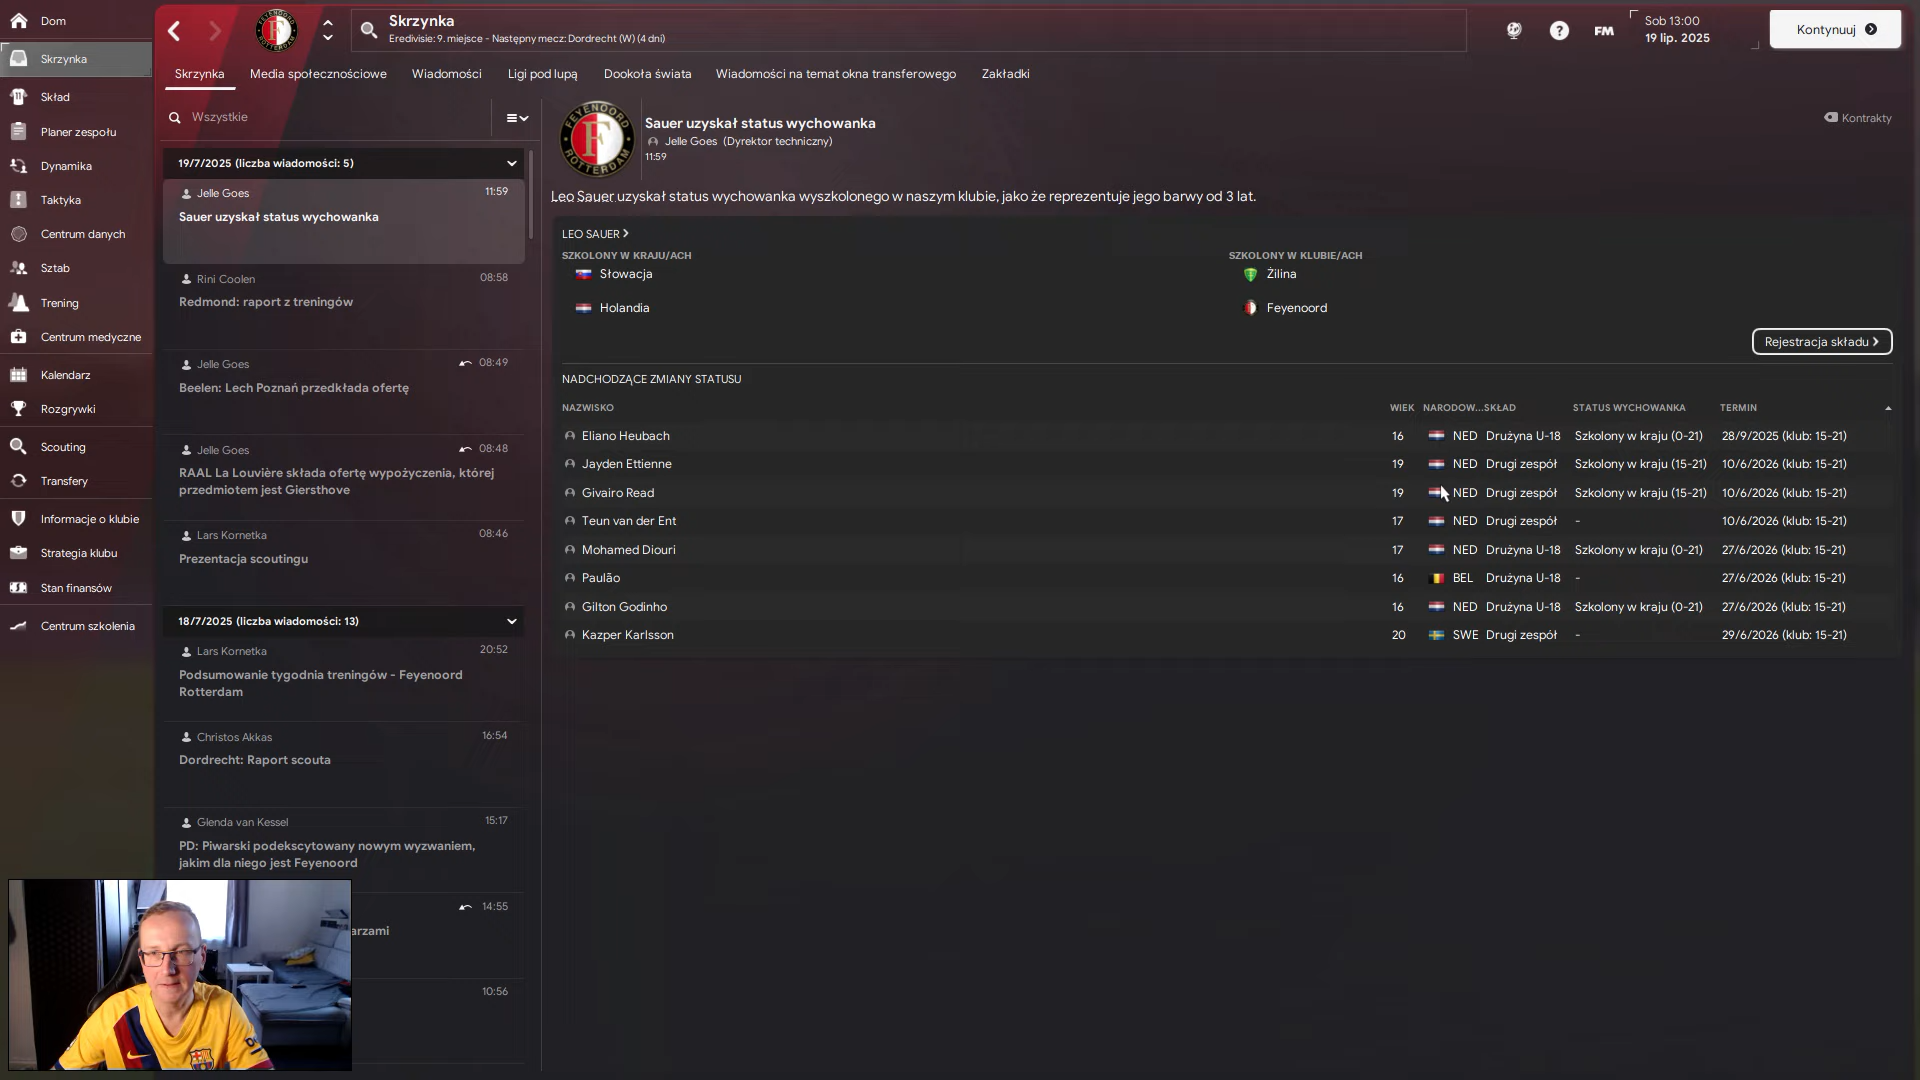 Dom
Skrzynka
Skład
Planer zespołu
Dynamika
Taktyka
Centrum danych
Sztab
Trening
Centrum medyczne
Kalendarz
Rozgrywki
Scouting
Transfery
Informacje o klubie
Strategia klubu
Stan finansów
Centrum szkolenia
Skrzynka
Eredivisie: 9. miejsce - Następny mecz: Dordrecht (W) (4 dni)
FM
Sob 13:00
19 lip. 2025
Kontynuuj
Skrzynka Media społecznościowe Wiadomości Ligi pod lupą Dookoła świata Wiadomości na temat okna transferowego Zakładki
Wszystkie
19/7/2025 (liczba wiadomości: 5)
Jelle Goes 11:59
Sauer uzyskał status wychowanka
Rini Coolen 08:58
Redmond: raport z treningów
Jelle Goes 08:49
Beelen: Lech Poznań przedkłada ofertę
Jelle Goes 08:48
RAAL La Louvière składa ofertę wypożyczenia, której
przedmiotem jest Giersthove
Lars Kornetka 08:46
Prezentacja scoutingu
18/7/2025 (liczba wiadomości: 13)
Lars Kornetka 20:52
Podsumowanie tygodnia treningów - Feyenoord
Rotterdam
Christos Akkas 16:54
Dordrecht: Raport scouta
Glenda van Kessel 15:17
PD: Piwarski podekscytowany nowym wyzwaniem,
jakim dla niego jest Feyenoord
14:55
arzami
10:56
FEYENOORD
F
ROTTERDAM
Sauer uzyskał status wychowanka
Jelle Goes (Dyrektor techniczny)
11:59
Kontrakty
Leo Sauer uzyskał status wychowanka wyszkolonego w naszym klubie, jako że reprezentuje jego barwy od 3 lat.
LEO SAUER
SZKOLONY W KRAJU/ACH SZKOLONY W KLUBIE/ACH
Słowacja Žilina
Holandia Feyenoord
Rejestracja składu
NADCHODZĄCE ZMIANY STATUSU
NAZWISKO WIEK NARODOW... SKŁAD STATUS WYCHOWANKA TERMIN
Eliano Heubach 16 NED Drużyna U-18 Szkolony w kraju (0-21) 28/9/2025 (klub: 15-21)
Jayden Ettienne 19 NED Drugi zespół Szkolony w kraju (15-21) 10/6/2026 (klub: 15-21)
Givairo Read 19 NED Drugi zespół Szkolony w kraju (15-21) 10/6/2026 (klub: 15-21)
Teun van der Ent 17 NED Drugi zespół - 10/6/2026 (klub: 15-21)
Mohamed Diouri 17 NED Drużyna U-18 Szkolony w kraju (0-21) 27/6/2026 (klub: 15-21)
Paulão 16 BEL Drużyna U-18 - 27/6/2026 (klub: 15-21)
Gilton Godinho 16 NED Drużyna U-18 Szkolony w kraju (0-21) 27/6/2026 (klub: 15-21)
Kazper Karlsson 20 SWE Drugi zespół - 29/6/2026 (klub: 15-21)